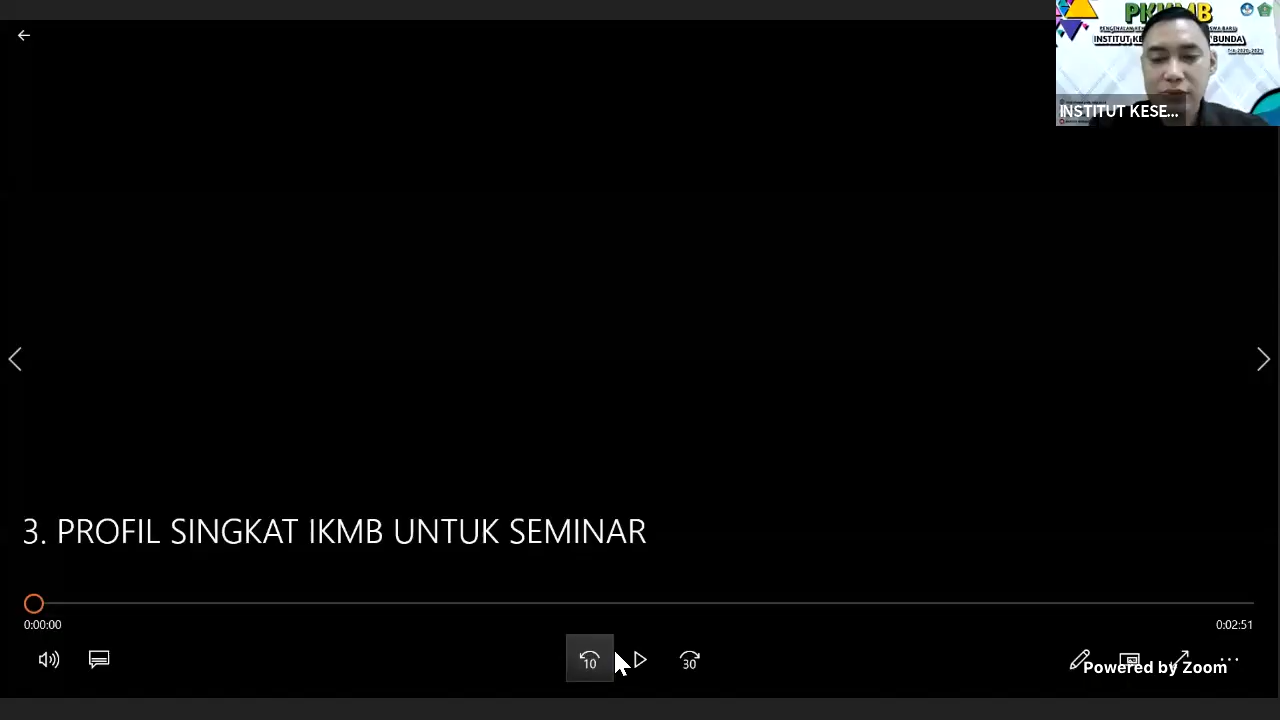 PKKMB
INSTITUT KESE...
3. PROFIL SINGKAT IKMB UNTUK SEMINAR
0:00:00
0:02:51
10
30
Powered by Zoom